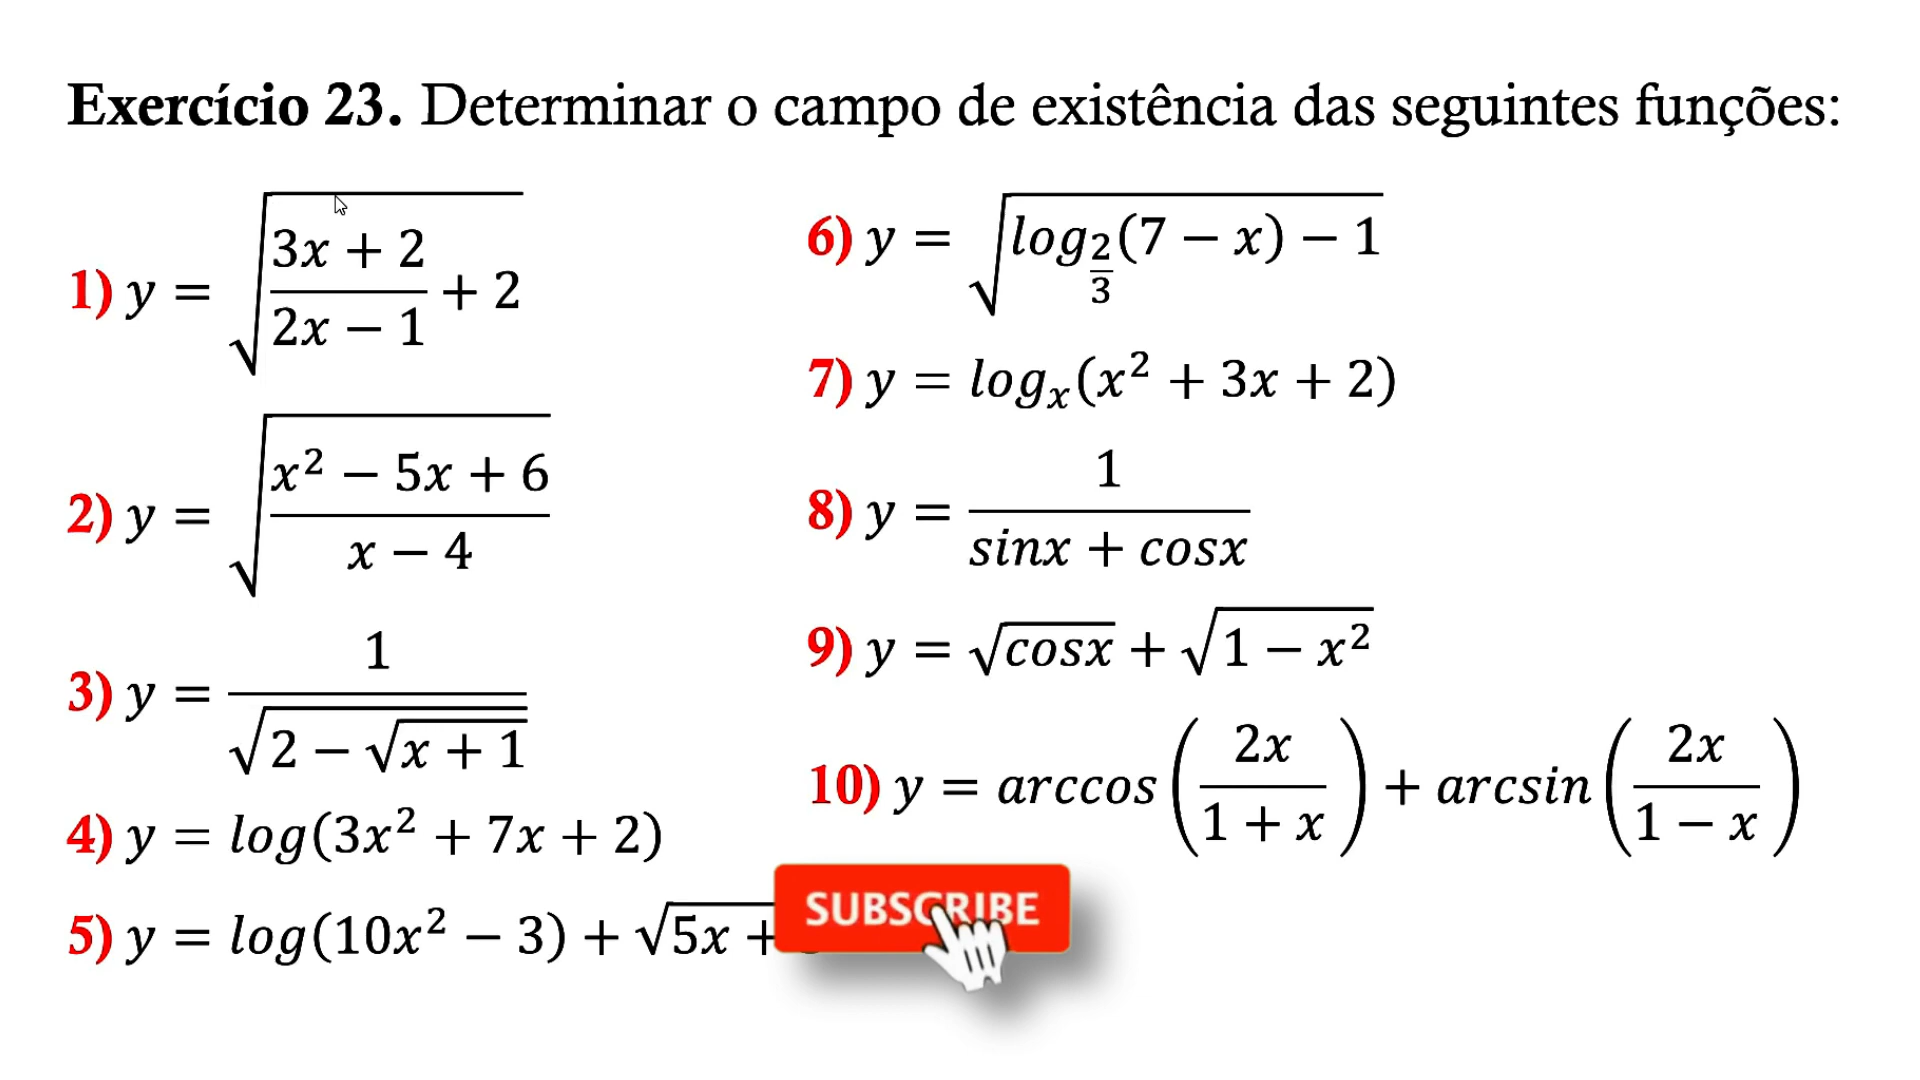 Exercício 23. Determinar o campo de existência das seguintes funções:
1) y = √((3x + 2)/(2x − 1) + 2)
2) y = √((x² − 5x + 6)/(x − 4))
3) y = 1/√(2 − √(x + 1))
4) y = log(3x² + 7x + 2)
5) y = log(10x² − 3) + √(5x +
6) y = √(log_(2/3)(7 − x) − 1)
7) y = logₓ(x² + 3x + 2)
8) y = 1/(sinx + cosx)
9) y = √cosx + √(1 − x²)
10) y = arccos(2x/(1 + x)) + arcsin(2x/(1 − x))
SUBSCRIBE